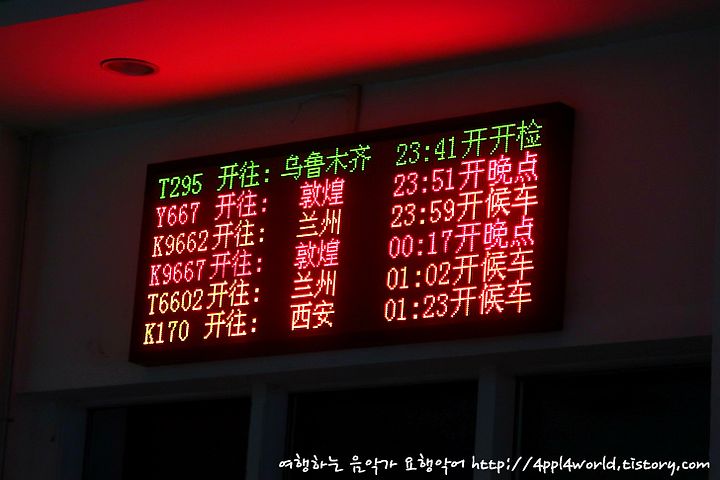 T295 开往: 乌鲁木齐 23:41开开检
Y667 开往: 敦煌 23:51开晚点
K9662开往: 兰州 23:59开候车
K9667开往: 敦煌 00:17开晚点
T6602开往: 兰州 01:02开候车
K170 开往: 西安 01:23开候车
여행하는 음악가 요행악어 http://4ppl4world.tistory.com